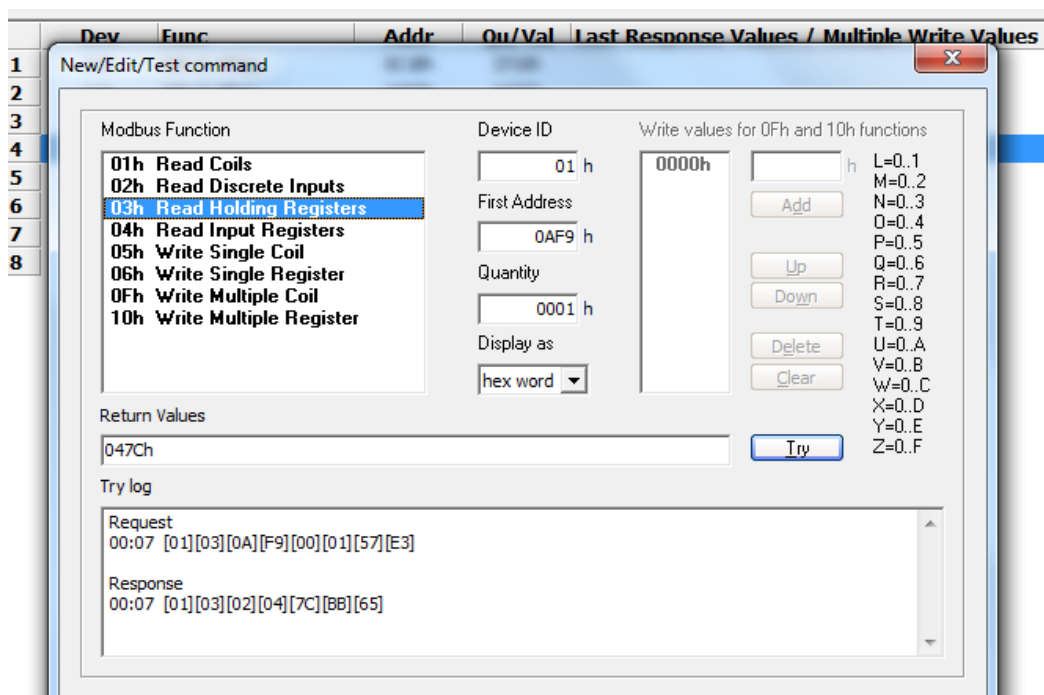 Dev Func Addr Qu/Val Last Response Values / Multiple Write Values
1
2
3
4
5
6
7
8
New/Edit/Test command
Modbus Function
01h Read Coils
02h Read Discrete Inputs
03h Read Holding Registers
04h Read Input Registers
05h Write Single Coil
06h Write Single Register
0Fh Write Multiple Coil
10h Write Multiple Register
Device ID
01 h
First Address
0AF9 h
Quantity
0001 h
Display as
hex word
Write values for 0Fh and 10h functions
0000h
h
Add
Up
Down
Delete
Clear
L=0..1
M=0..2
N=0..3
O=0..4
P=0..5
Q=0..6
R=0..7
S=0..8
T=0..9
U=0..A
V=0..B
W=0..C
X=0..D
Y=0..E
Z=0..F
Return Values
047Ch
Try
Try log
Request
00:07 [01][03][0A][F9][00][01][57][E3]
Response
00:07 [01][03][02][04][7C][BB][65]